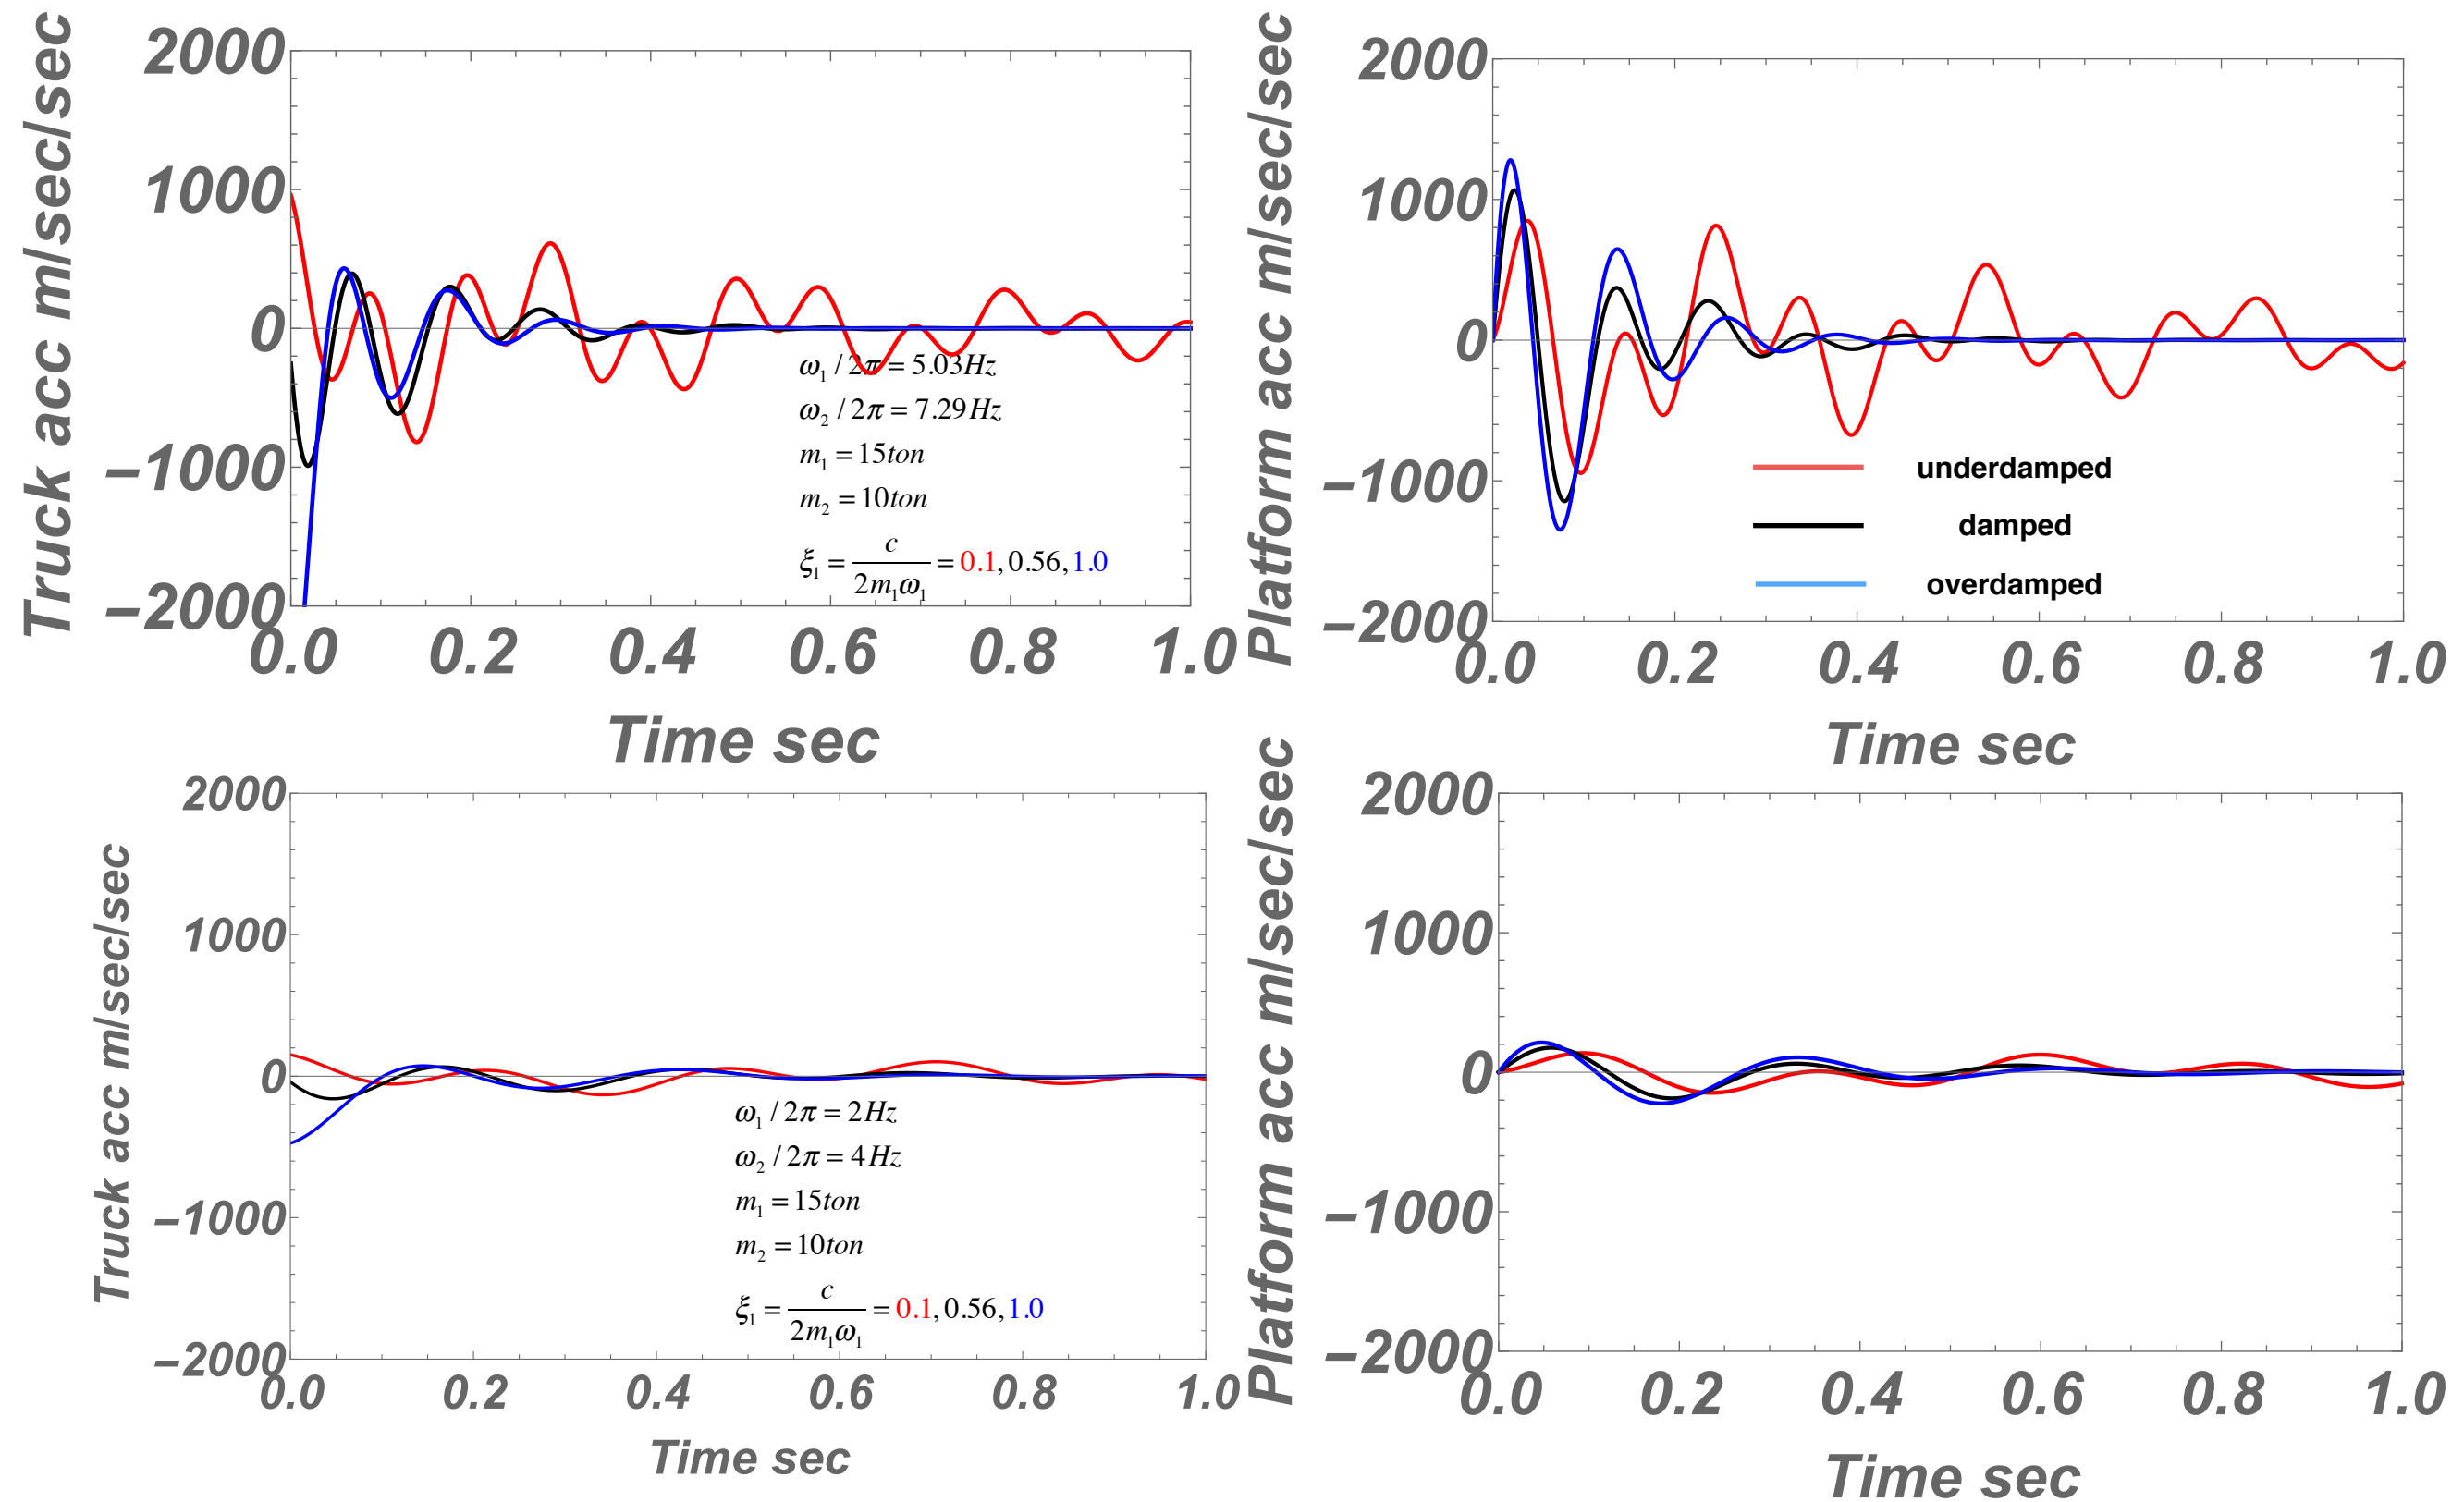 Truck acc m/sec/sec
2000
1000
0
−1000
−2000
0.0 0.2 0.4 0.6 0.8 1.0
Time sec
ω₁ / 2π = 5.03Hz
ω₂ / 2π = 7.29Hz
m₁ = 15ton
m₂ = 10ton
ξ₁ = c / 2m₁ω₁ = 0.1, 0.56, 1.0
Platform acc m/sec/sec
2000
1000
0
−1000
−2000
0.0 0.2 0.4 0.6 0.8 1.0
Time sec
underdamped
damped
overdamped
Truck acc m/sec/sec
2000
1000
0
−1000
−2000
0.0 0.2 0.4 0.6 0.8 1.0
Time sec
ω₁ / 2π = 2Hz
ω₂ / 2π = 4Hz
m₁ = 15ton
m₂ = 10ton
ξ₁ = c / 2m₁ω₁ = 0.1, 0.56, 1.0
Platform acc m/sec/sec
2000
1000
0
−1000
−2000
0.0 0.2 0.4 0.6 0.8 1.0
Time sec